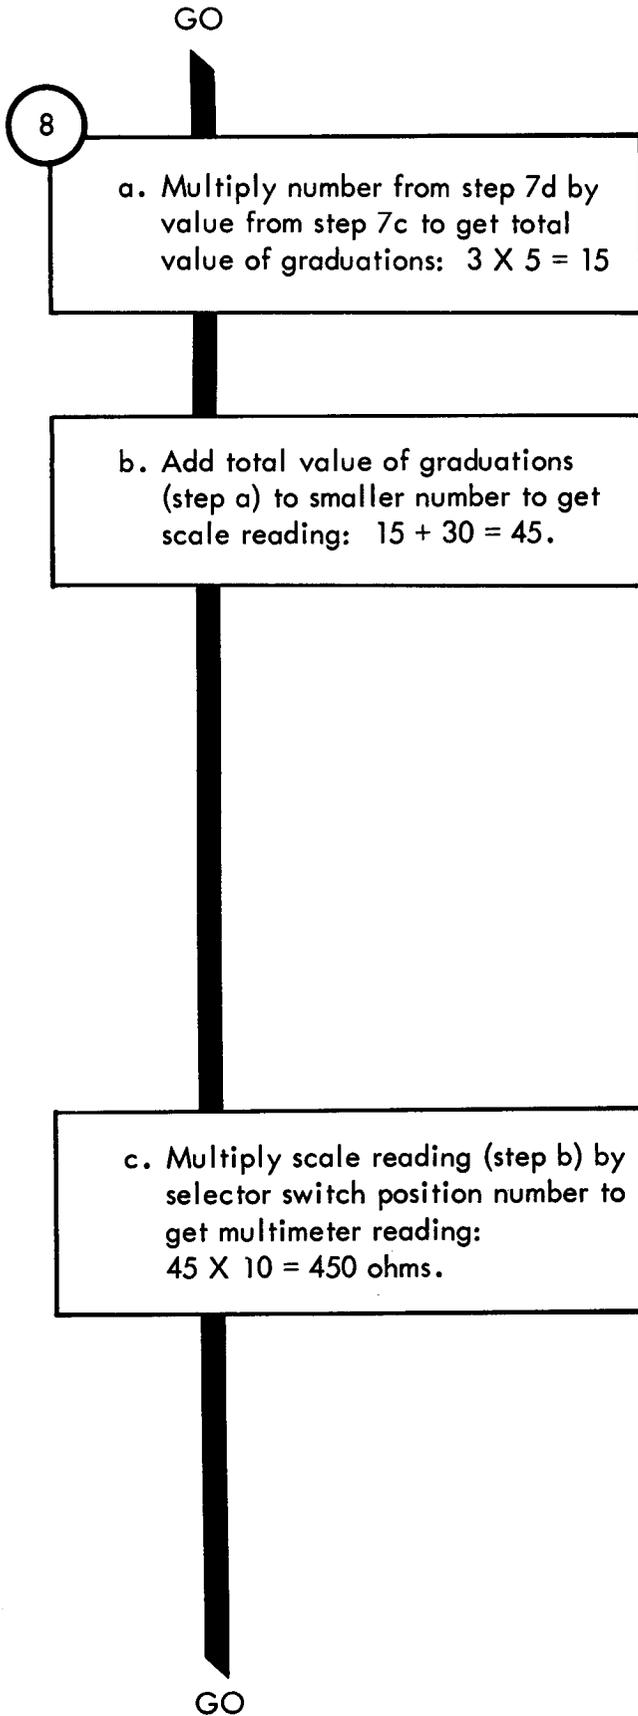 GO
8
a. Multiply number from step 7d by
value from step 7c to get total
value of graduations: 3 X 5 = 15
b. Add total value of graduations
(step a) to smaller number to get
scale reading: 15 + 30 = 45.
c. Multiply scale reading (step b) by
selector switch position number to
get multimeter reading:
45 X 10 = 450 ohms.
GO